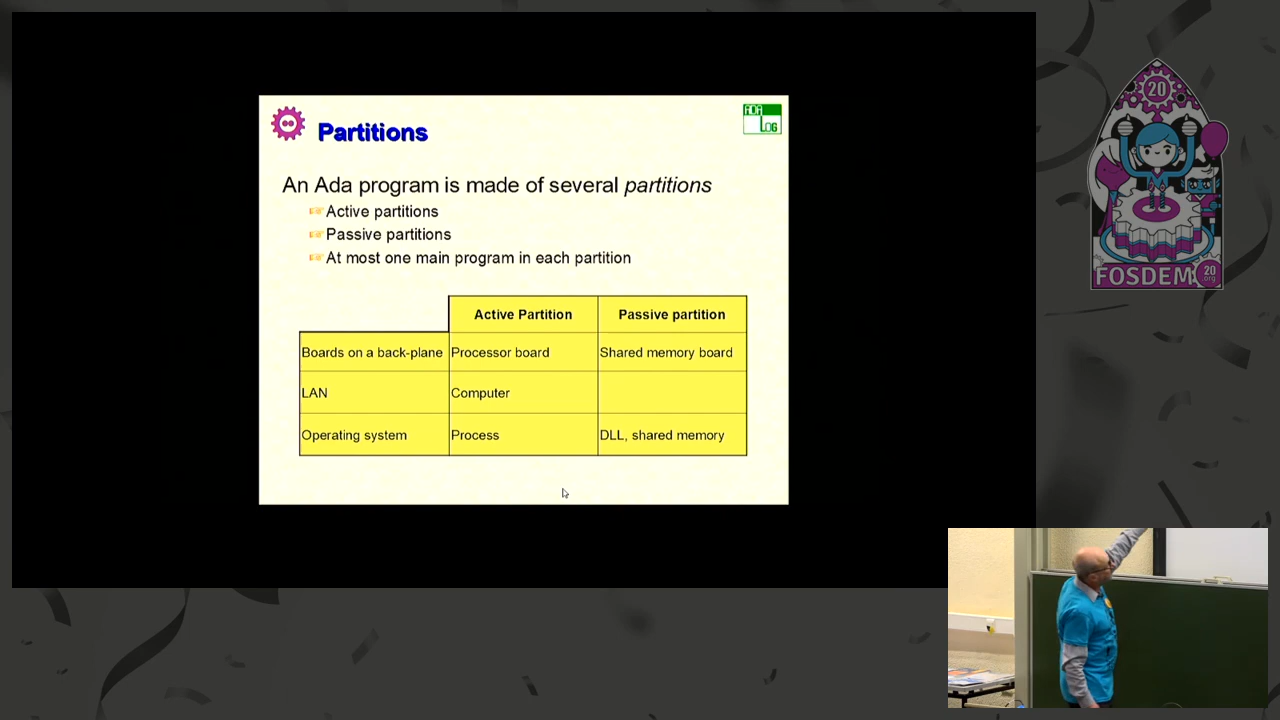 ADA
LOG
Partitions
An Ada program is made of several partitions
Active partitions
Passive partitions
At most one main program in each partition
Active Partition Passive partition
Boards on a back-plane Processor board Shared memory board
LAN Computer
Operating system Process DLL, shared memory
20
FOSDEM 20
.org